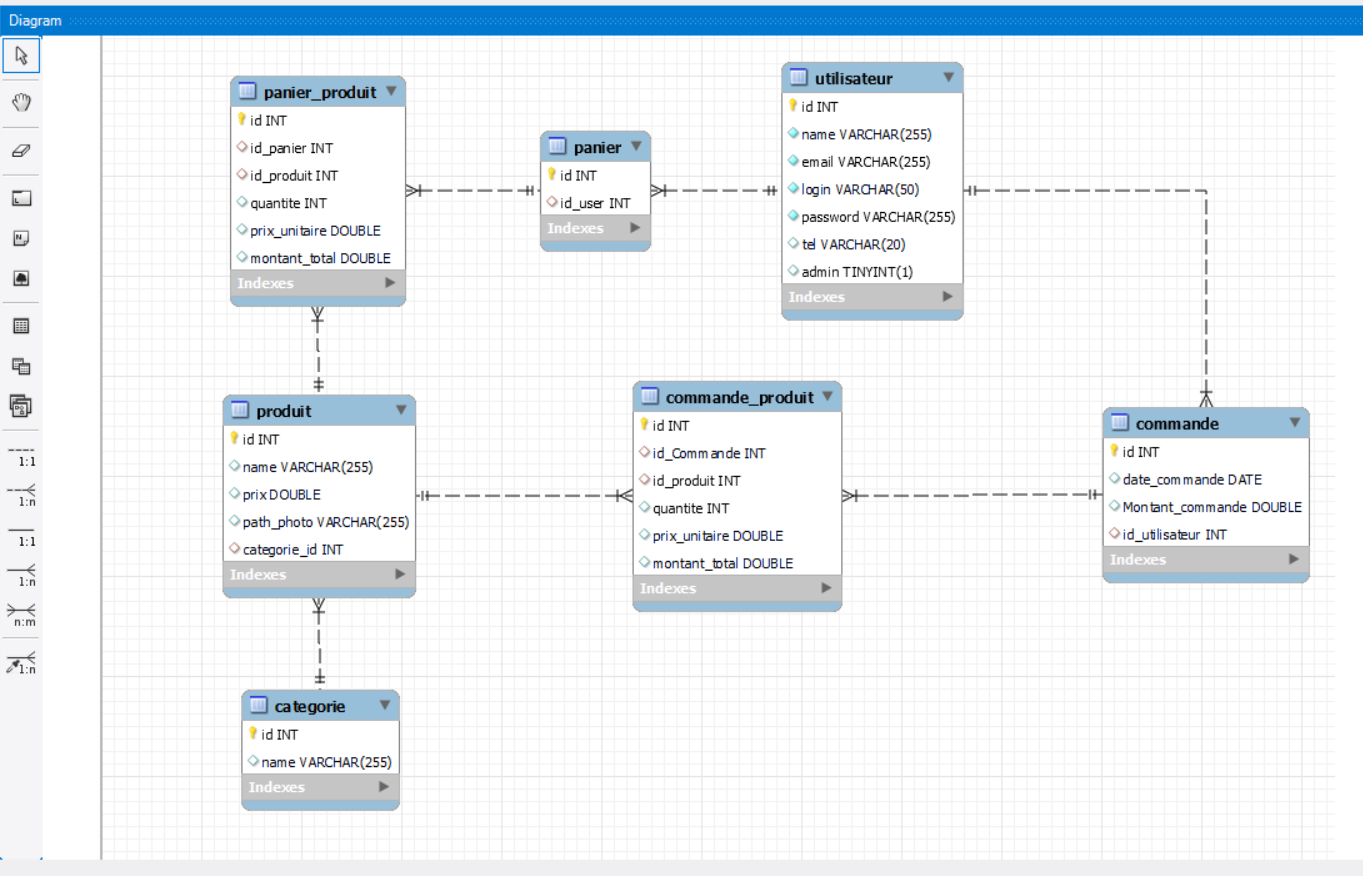 Diagram
panier_produit
id INT
id_panier INT
id_produit INT
quantite INT
prix_unitaire DOUBLE
montant_total DOUBLE
Indexes
panier
id INT
id_user INT
Indexes
utilisateur
id INT
name VARCHAR(255)
email VARCHAR(255)
login VARCHAR(50)
password VARCHAR(255)
tel VARCHAR(20)
admin TINYINT(1)
Indexes
produit
id INT
name VARCHAR(255)
prix DOUBLE
path_photo VARCHAR(255)
categorie_id INT
Indexes
commande_produit
id INT
id_Commande INT
id_produit INT
quantite INT
prix_unitaire DOUBLE
montant_total DOUBLE
Indexes
commande
id INT
date_commande DATE
Montant_commande DOUBLE
id_utilisateur INT
Indexes
categorie
id INT
name VARCHAR(255)
Indexes
1:1
1:n
1:1
1:n
n:m
1:n